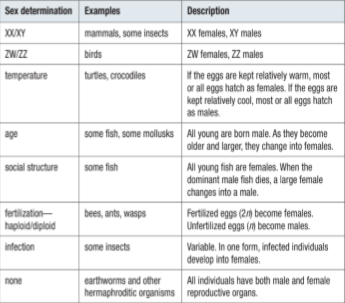 Sex determination Examples Description
XX/XY mammals, some insects XX females, XY males
ZW/ZZ birds ZW females, ZZ males
temperature turtles, crocodiles If the eggs are kept relatively warm, most
or all eggs hatch as females. If the eggs are
kept relatively cool, most or all eggs hatch
as males.
age some fish, some mollusks All young are born male. As they become
older and larger, they change into females.
social structure some fish All young fish are females. When the
dominant male fish dies, a large female
changes into a male.
fertilization— bees, ants, wasps Fertilized eggs (2n) become females.
haploid/diploid Unfertilized eggs (n) become males.
infection some insects Variable. In one form, infected individuals
develop into females.
none earthworms and other All individuals have both male and female
hermaphroditic organisms reproductive organs.